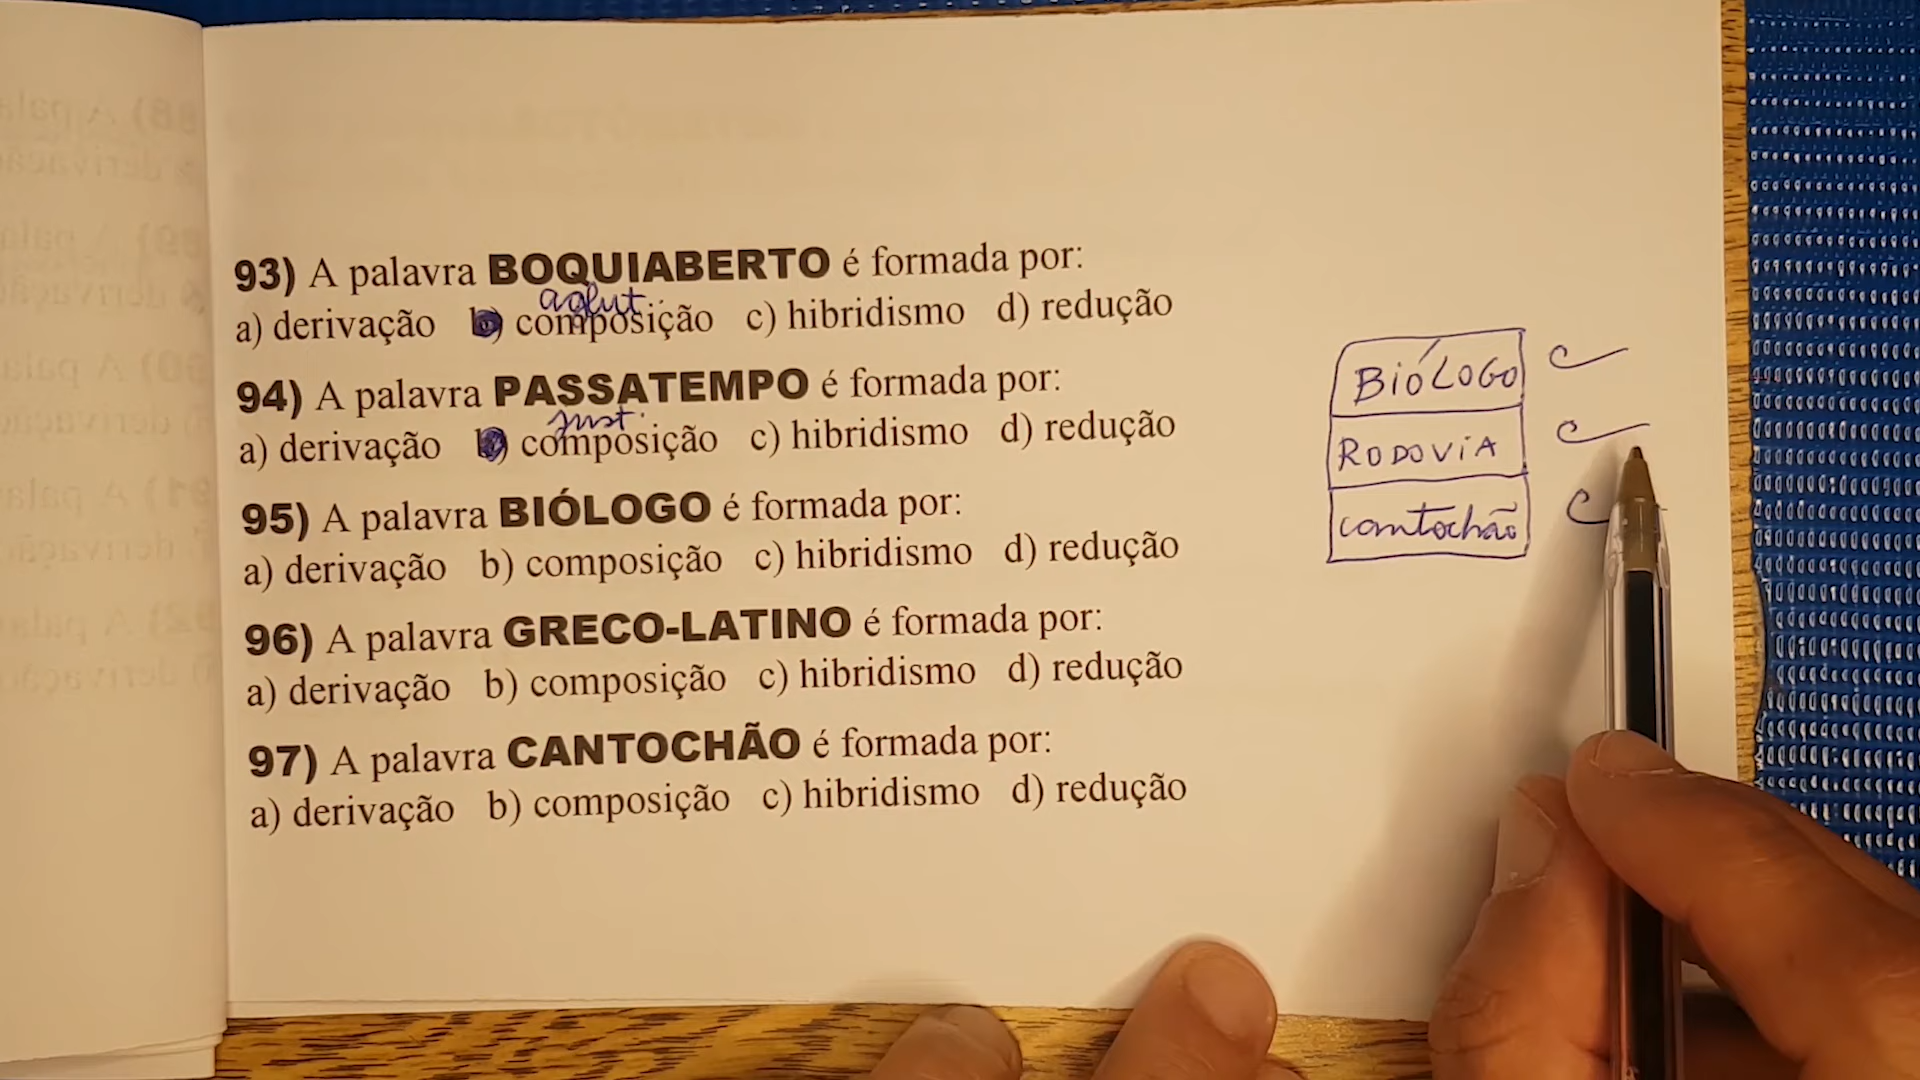 93) A palavra BOQUIABERTO é formada por:
aglut.
a) derivação b) composição c) hibridismo d) redução
94) A palavra PASSATEMPO é formada por:
just.
a) derivação b) composição c) hibridismo d) redução
95) A palavra BIÓLOGO é formada por:
a) derivação b) composição c) hibridismo d) redução
96) A palavra GRECO-LATINO é formada por:
a) derivação b) composição c) hibridismo d) redução
97) A palavra CANTOCHÃO é formada por:
a) derivação b) composição c) hibridismo d) redução
BiÓLOGO
RODOViA
cantochão